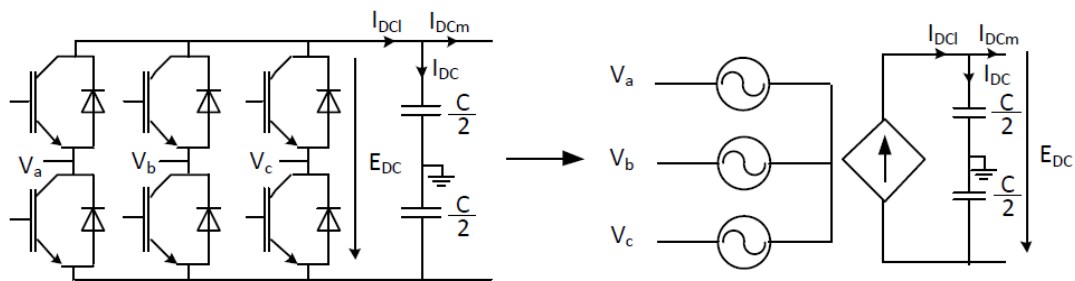 I_DCl I_DCm
I_DC
C
2
V_a V_b V_c E_DC
C
2
I_DCl I_DCm
V_a I_DC
C
2
V_b E_DC
C
2
V_c